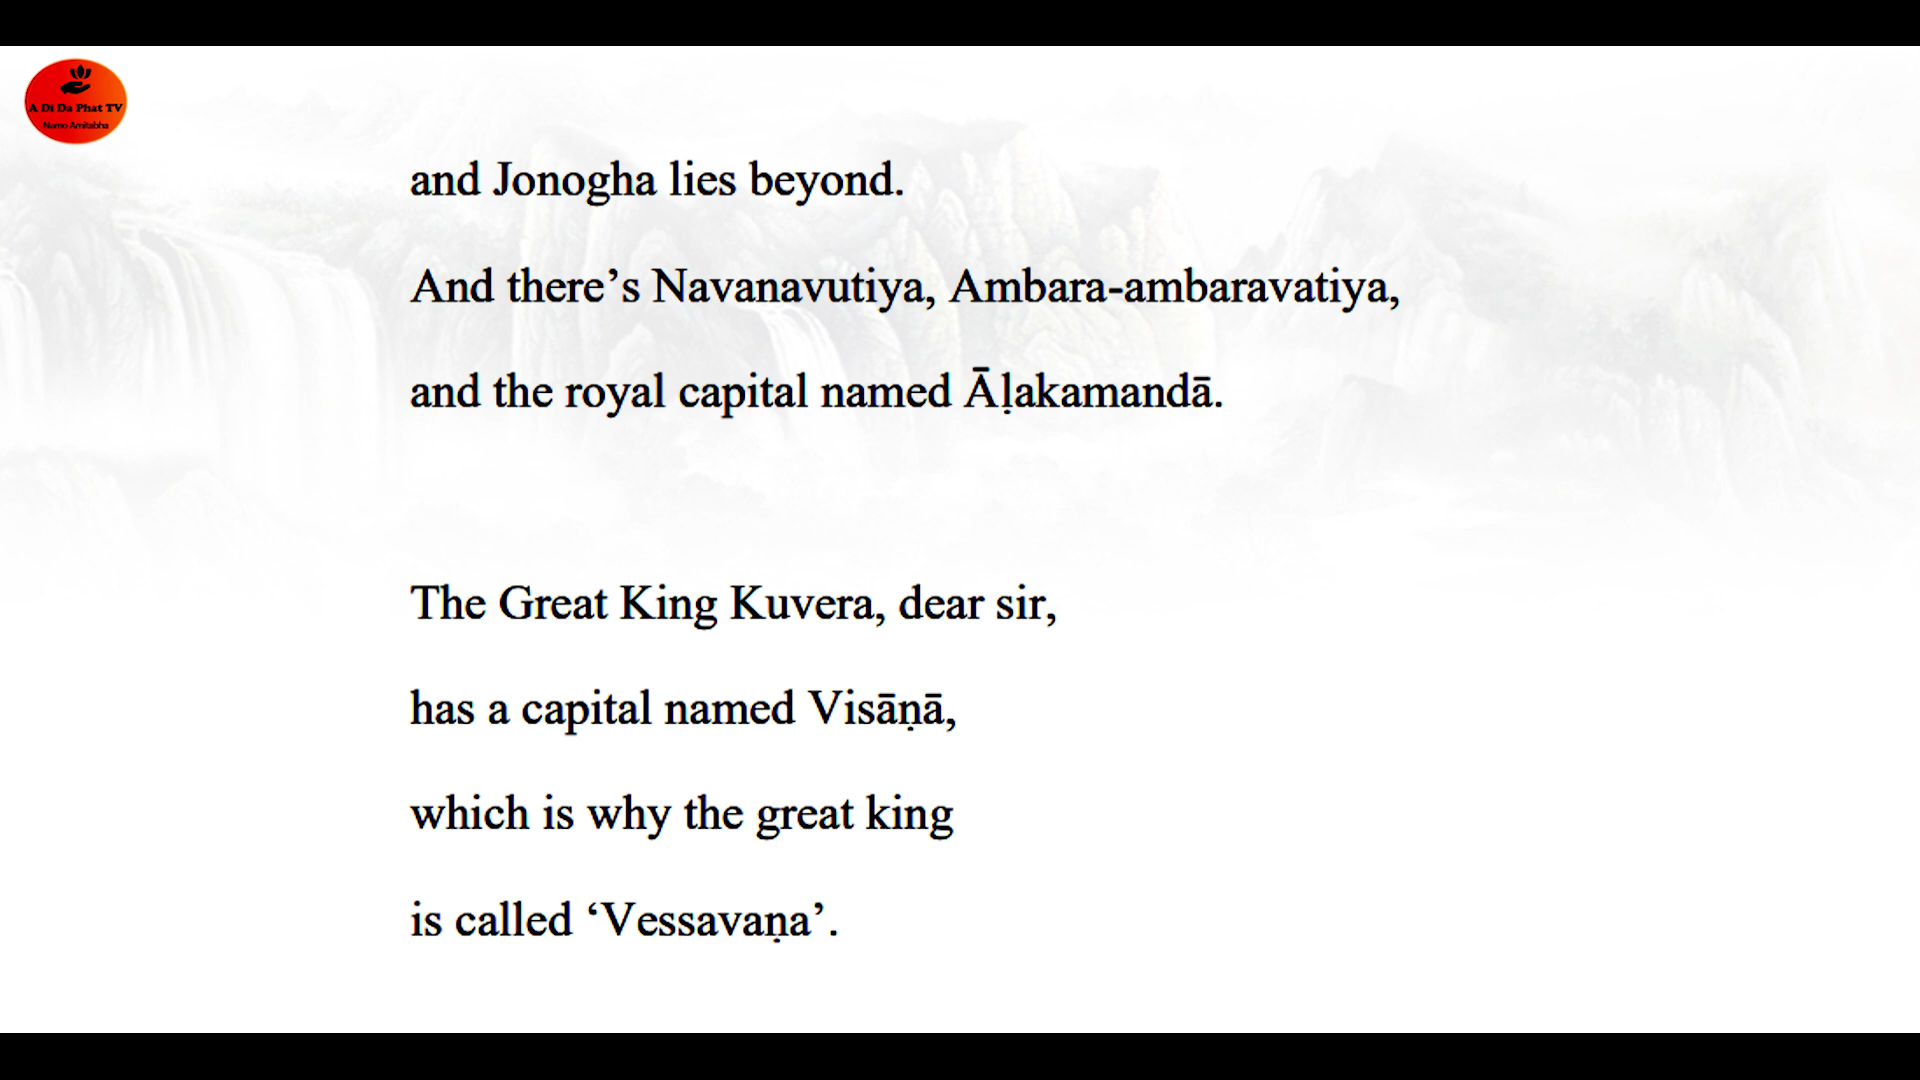 A Di Da Phat TV
Namo Amitabha
and Jonogha lies beyond.
And there’s Navanavutiya, Ambara-ambaravatiya,
and the royal capital named Āḷakamandā.
The Great King Kuvera, dear sir,
has a capital named Visāṇā,
which is why the great king
is called ‘Vessavaṇa’.